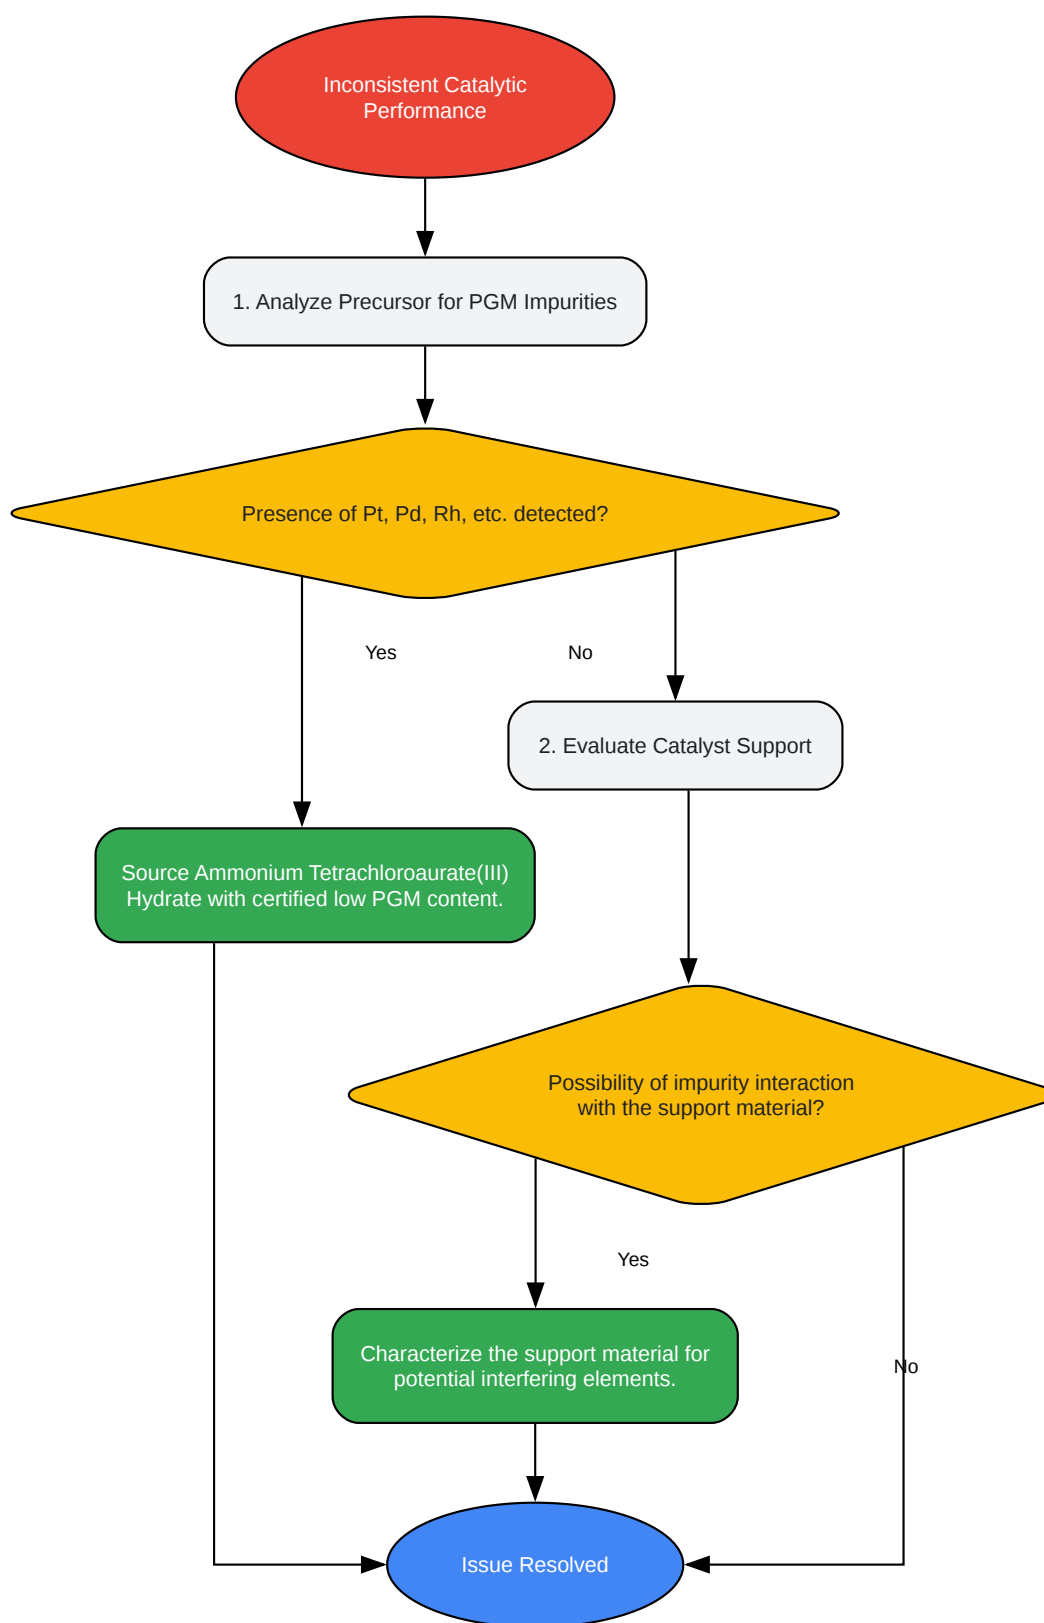 Inconsistent Catalytic
Performance
1. Analyze Precursor for PGM Impurities
Presence of Pt, Pd, Rh, etc. detected?
Yes
No
2. Evaluate Catalyst Support
Source Ammonium Tetrachloroaurate(III)
Hydrate with certified low PGM content.
Possibility of impurity interaction
with the support material?
Yes
Characterize the support material for
potential interfering elements.
No
Issue Resolved